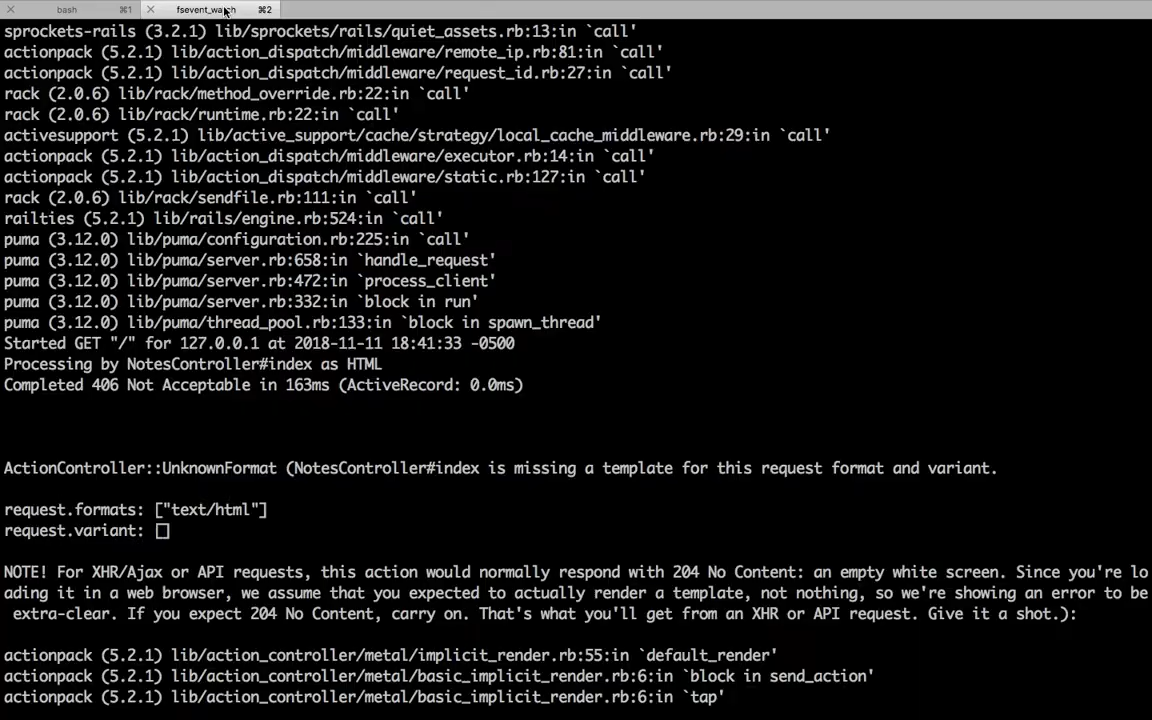 bash ⌘1 fsevent_watch ⌘2
sprockets-rails (3.2.1) lib/sprockets/rails/quiet_assets.rb:13:in `call'
actionpack (5.2.1) lib/action_dispatch/middleware/remote_ip.rb:81:in `call'
actionpack (5.2.1) lib/action_dispatch/middleware/request_id.rb:27:in `call'
rack (2.0.6) lib/rack/method_override.rb:22:in `call'
rack (2.0.6) lib/rack/runtime.rb:22:in `call'
activesupport (5.2.1) lib/active_support/cache/strategy/local_cache_middleware.rb:29:in `call'
actionpack (5.2.1) lib/action_dispatch/middleware/executor.rb:14:in `call'
actionpack (5.2.1) lib/action_dispatch/middleware/static.rb:127:in `call'
rack (2.0.6) lib/rack/sendfile.rb:111:in `call'
railties (5.2.1) lib/rails/engine.rb:524:in `call'
puma (3.12.0) lib/puma/configuration.rb:225:in `call'
puma (3.12.0) lib/puma/server.rb:658:in `handle_request'
puma (3.12.0) lib/puma/server.rb:472:in `process_client'
puma (3.12.0) lib/puma/server.rb:332:in `block in run'
puma (3.12.0) lib/puma/thread_pool.rb:133:in `block in spawn_thread'
Started GET "/" for 127.0.0.1 at 2018-11-11 18:41:33 -0500
Processing by NotesController#index as HTML
Completed 406 Not Acceptable in 163ms (ActiveRecord: 0.0ms)
ActionController::UnknownFormat (NotesController#index is missing a template for this request format and variant.
request.formats: ["text/html"]
request.variant: []
NOTE! For XHR/Ajax or API requests, this action would normally respond with 204 No Content: an empty white screen. Since you're lo
ading it in a web browser, we assume that you expected to actually render a template, not nothing, so we're showing an error to be
extra-clear. If you expect 204 No Content, carry on. That's what you'll get from an XHR or API request. Give it a shot.):
actionpack (5.2.1) lib/action_controller/metal/implicit_render.rb:55:in `default_render'
actionpack (5.2.1) lib/action_controller/metal/basic_implicit_render.rb:6:in `block in send_action'
actionpack (5.2.1) lib/action_controller/metal/basic_implicit_render.rb:6:in `tap'